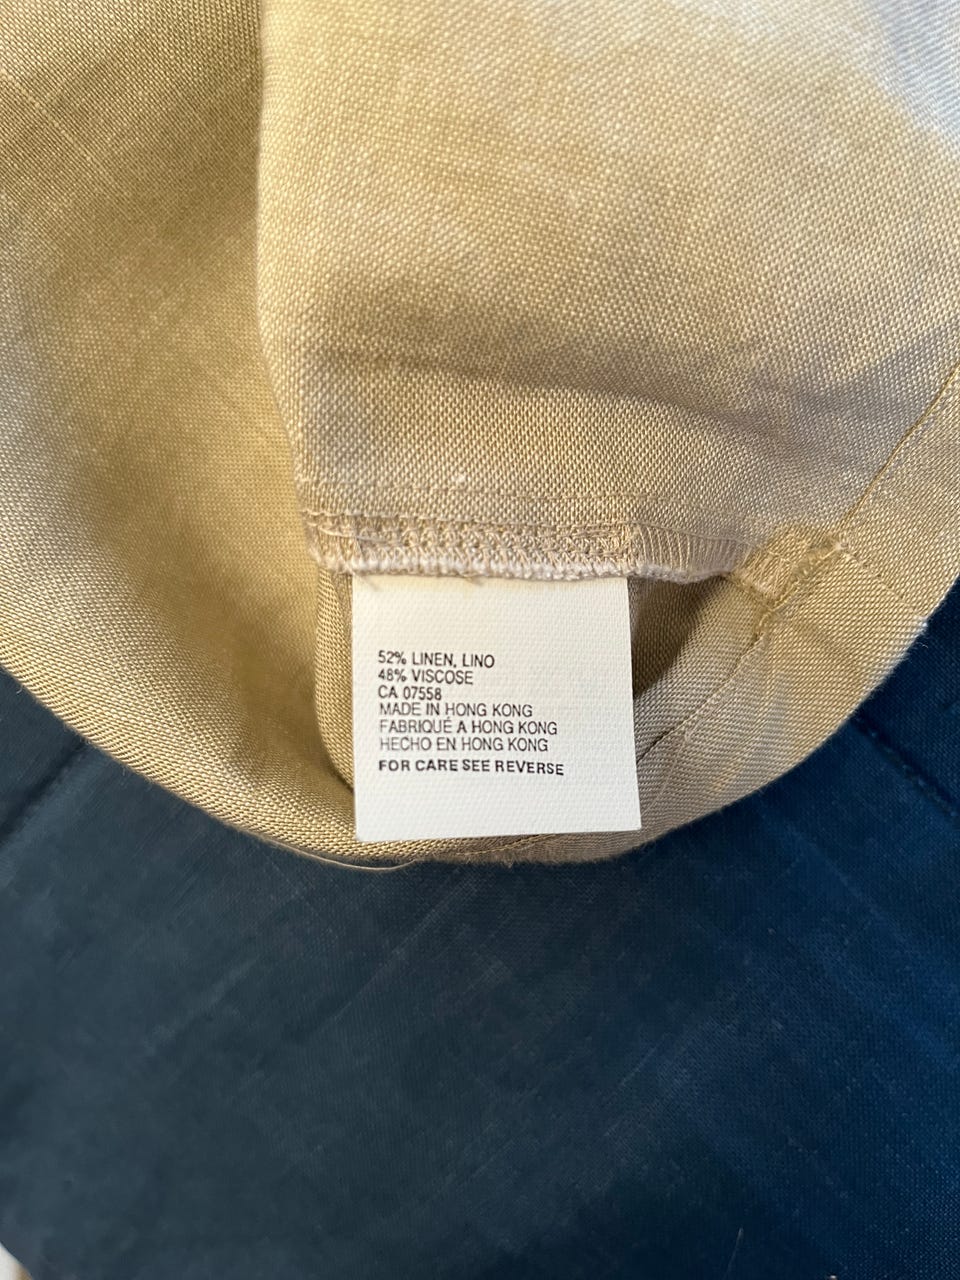 52% LINEN, LINO
48% VISCOSE
CA 07558
MADE IN HONG KONG
FABRIQUÉ A HONG KONG
HECHO EN HONG KONG
FOR CARE SEE REVERSE